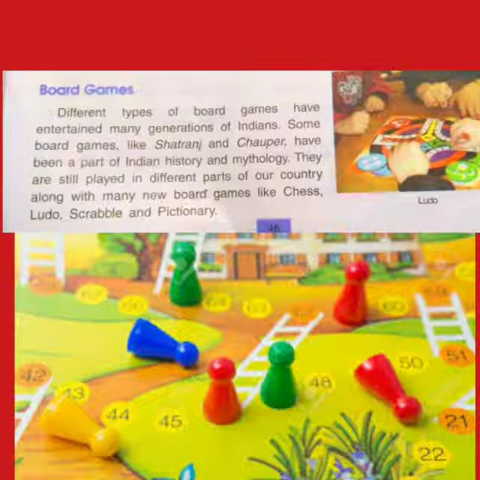 Board Games
Different types of board games have
entertained many generations of Indians. Some
board games, like Shatranj and Chauper, have
been a part of Indian history and mythology. They
are still played in different parts of our country
along with many new board games like Chess,
Ludo, Scrabble and Pictionary.
Ludo
46
64
63
60
50
51
42
43
44
45
48
21
22